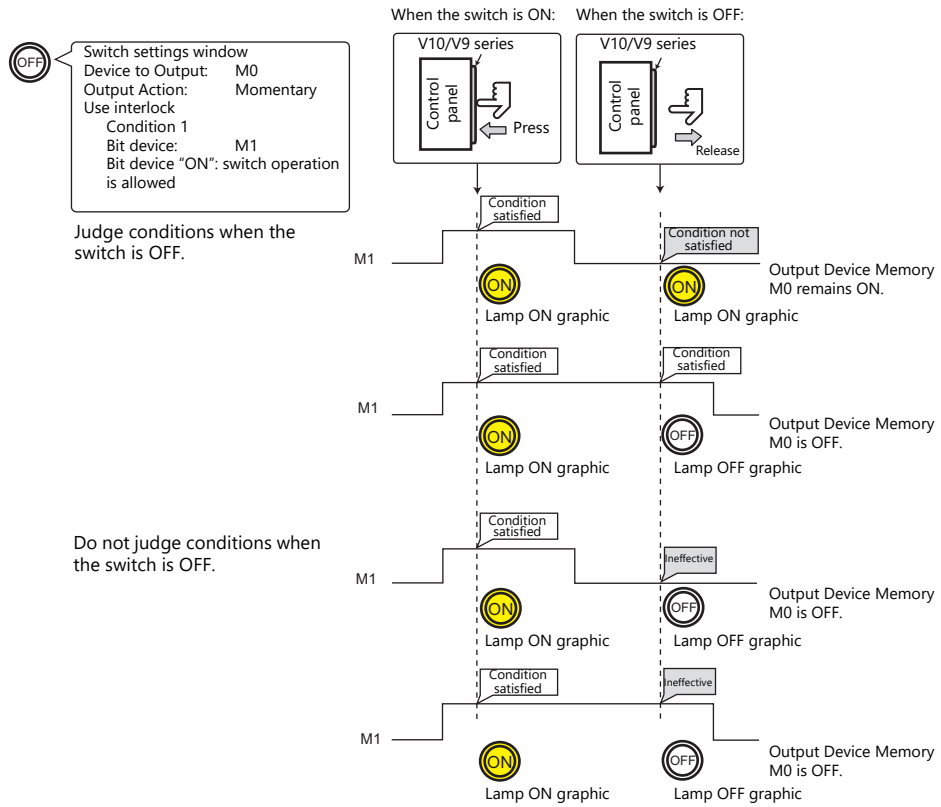 When the switch is ON:
When the switch is OFF:
OFF
Switch settings window
Device to Output: M0
Output Action: Momentary
Use interlock
Condition 1
Bit device: M1
Bit device "ON": switch operation
is allowed
V10/V9 series
Control
panel
Press
V10/V9 series
Control
panel
Release
Judge conditions when the
switch is OFF.
M1
Condition
satisfied
Condition not
satisfied
ON
Lamp ON graphic
ON
Lamp ON graphic
Output Device Memory
M0 remains ON.
M1
Condition
satisfied
Condition
satisfied
ON
Lamp ON graphic
OFF
Lamp OFF graphic
Output Device Memory
M0 is OFF.
Do not judge conditions when
the switch is OFF.
M1
Condition
satisfied
Ineffective
ON
Lamp ON graphic
OFF
Lamp OFF graphic
Output Device Memory
M0 is OFF.
M1
Condition
satisfied
Ineffective
ON
Lamp ON graphic
OFF
Lamp OFF graphic
Output Device Memory
M0 is OFF.